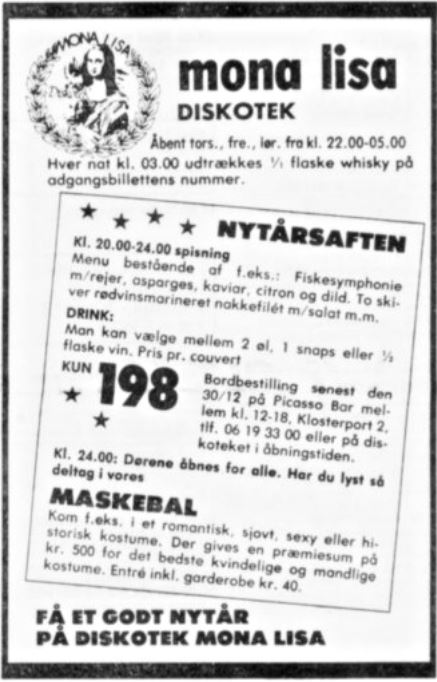 MONA LISA
mona lisa
DISKOTEK
Åbent tors., fre., lør. fra kl. 22.00-05.00
Hver nat kl. 03.00 udtrækkes ¹/₁ flaske whisky på
adgangsbillettens nummer.
NYTÅRSAFTEN
Kl. 20.00-24.00 spisning
Menu bestående af f.eks.: Fiskesymphonie
m/rejer, asparges, kaviar, citron og dild. To ski-
ver rødvinsmarineret nakkefilét m/salat m.m.
DRINK:
Man kan vælge mellem 2 øl, 1 snaps eller ½
flaske vin. Pris pr. couvert
KUN 198
Bordbestilling senest den
30/12 på Picasso Bar mel-
lem kl. 12-18, Klosterport 2,
tlf. 06 19 33 00 eller på dis-
koteket i åbningstiden.
Kl. 24.00: Dørene åbnes for alle. Har du lyst så
deltag i vores
MASKEBAL
Kom f.eks. i et romantisk, sjovt, sexy eller hi-
storisk kostume. Der gives en præmiesum på
kr. 500 for det bedste kvindelige og mandlige
kostume. Entré inkl. garderobe kr. 40.
FÅ ET GODT NYTÅR
PÅ DISKOTEK MONA LISA